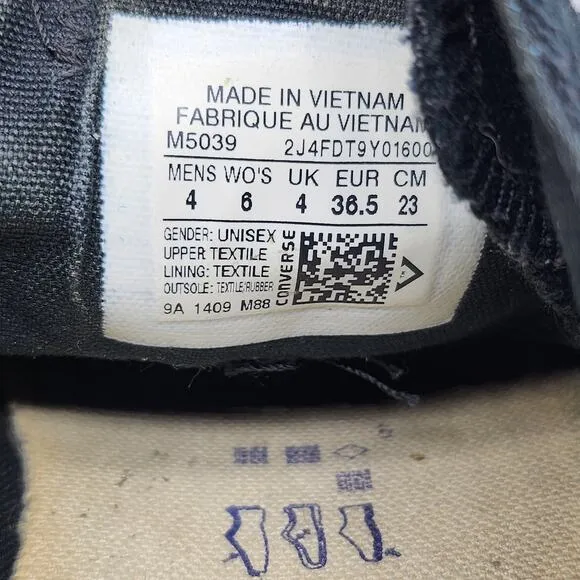 MADE IN VIETNAM
FABRIQUE AU VIETNAM
M5039 2J4FDT9Y01600
MENS WO'S UK EUR CM
4 6 4 36.5 23
GENDER: UNISEX
UPPER TEXTILE
LINING: TEXTILE
OUTSOLE: TEXTILE/RUBBER
9A 1409 M88
CONVERSE